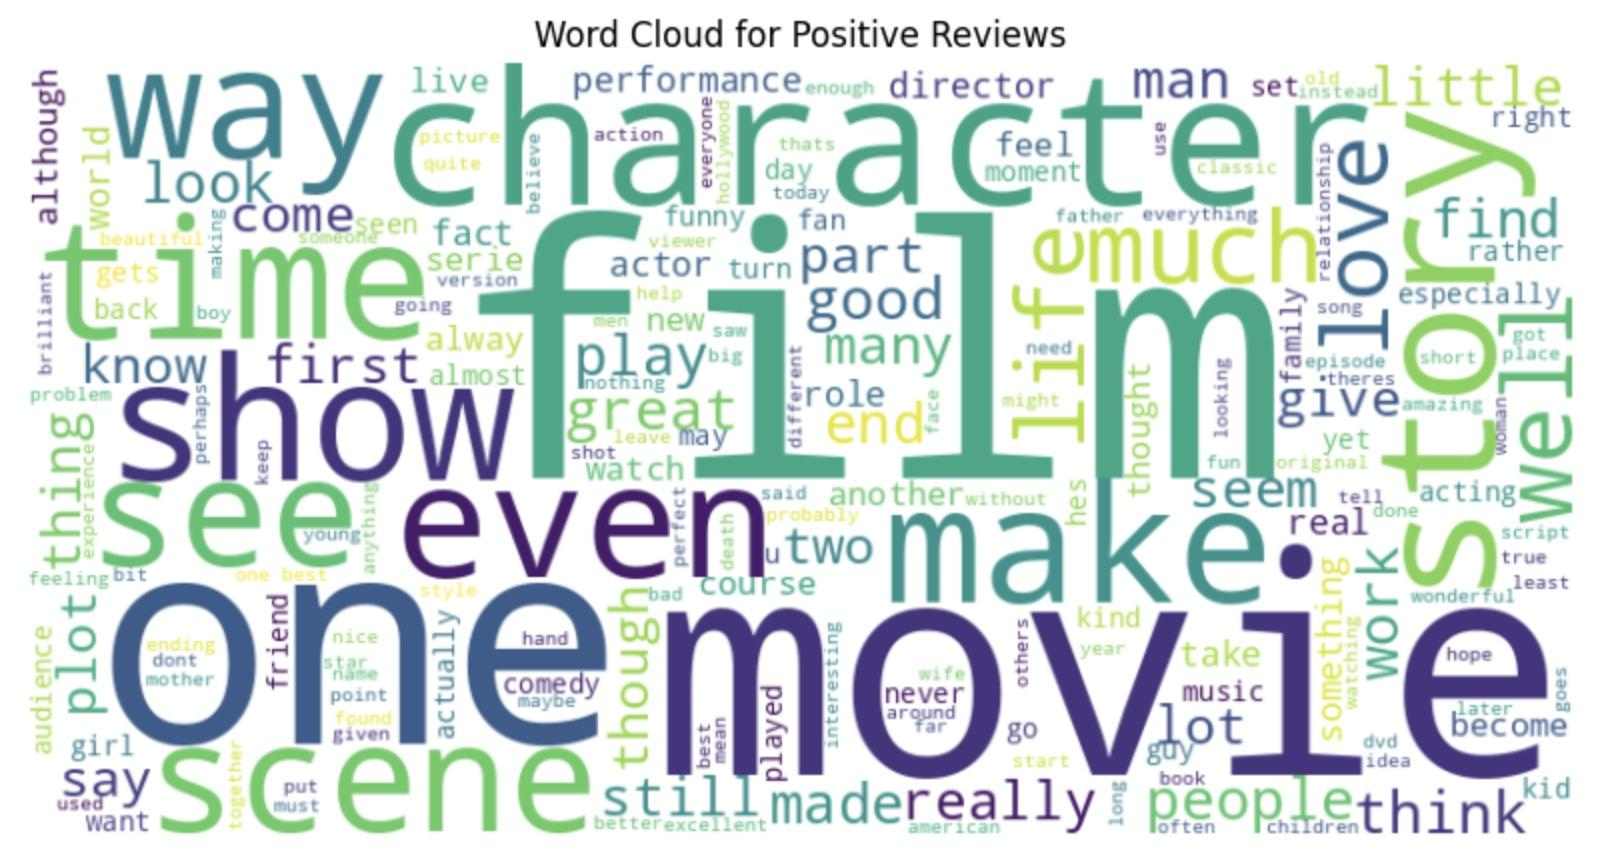 Word Cloud for Positive Reviews
although
way
live
performance
enough
director
man
set
old
instead
little
right
world
look
character
picture
quite
believe
action
everyone
hollywood
thats
day
today
feel
moment
use
classic
relationship
love
story
find
rather
come
seen
someone
beautiful
making
gets
back
boy
brilliant
time
fact
serie
version
going
funny
viewer
actor
turn
fan
part
good
many
father
everything
much
life
especially
song
well
got
place
short
film
help
men
new
saw
big
play
nothing
different
role
end
face
great
leave
may
shot
watch
need
might
thought
looking
family
episode
theres
give
amazing
woman
yet
original
fun
know
first
alway
almost
problem
perhaps
keep
show
thing
experience
see
young
anything
even
perfect
death
said
probably
u
two
course
another
without
hes
make
seem
real
tell
done
acting
script
true
least
wonderful
feeling
bit
one best
style
bad
plot
audience
one
ending
dont
mother
friend
nice
star
name
point
found
given
actually
hand
comedy
maybe
though
movie
best
mean
played
interesting
wife
never
around
far
others
go
kind
year
take
music
lot
guy
something
watching
work
hope
later
become
goes
dvd
idea
girl
say
used
want
scene
together
put
must
still
better
excellent
made
really
american
start
long
book
people
often
children
think
kid